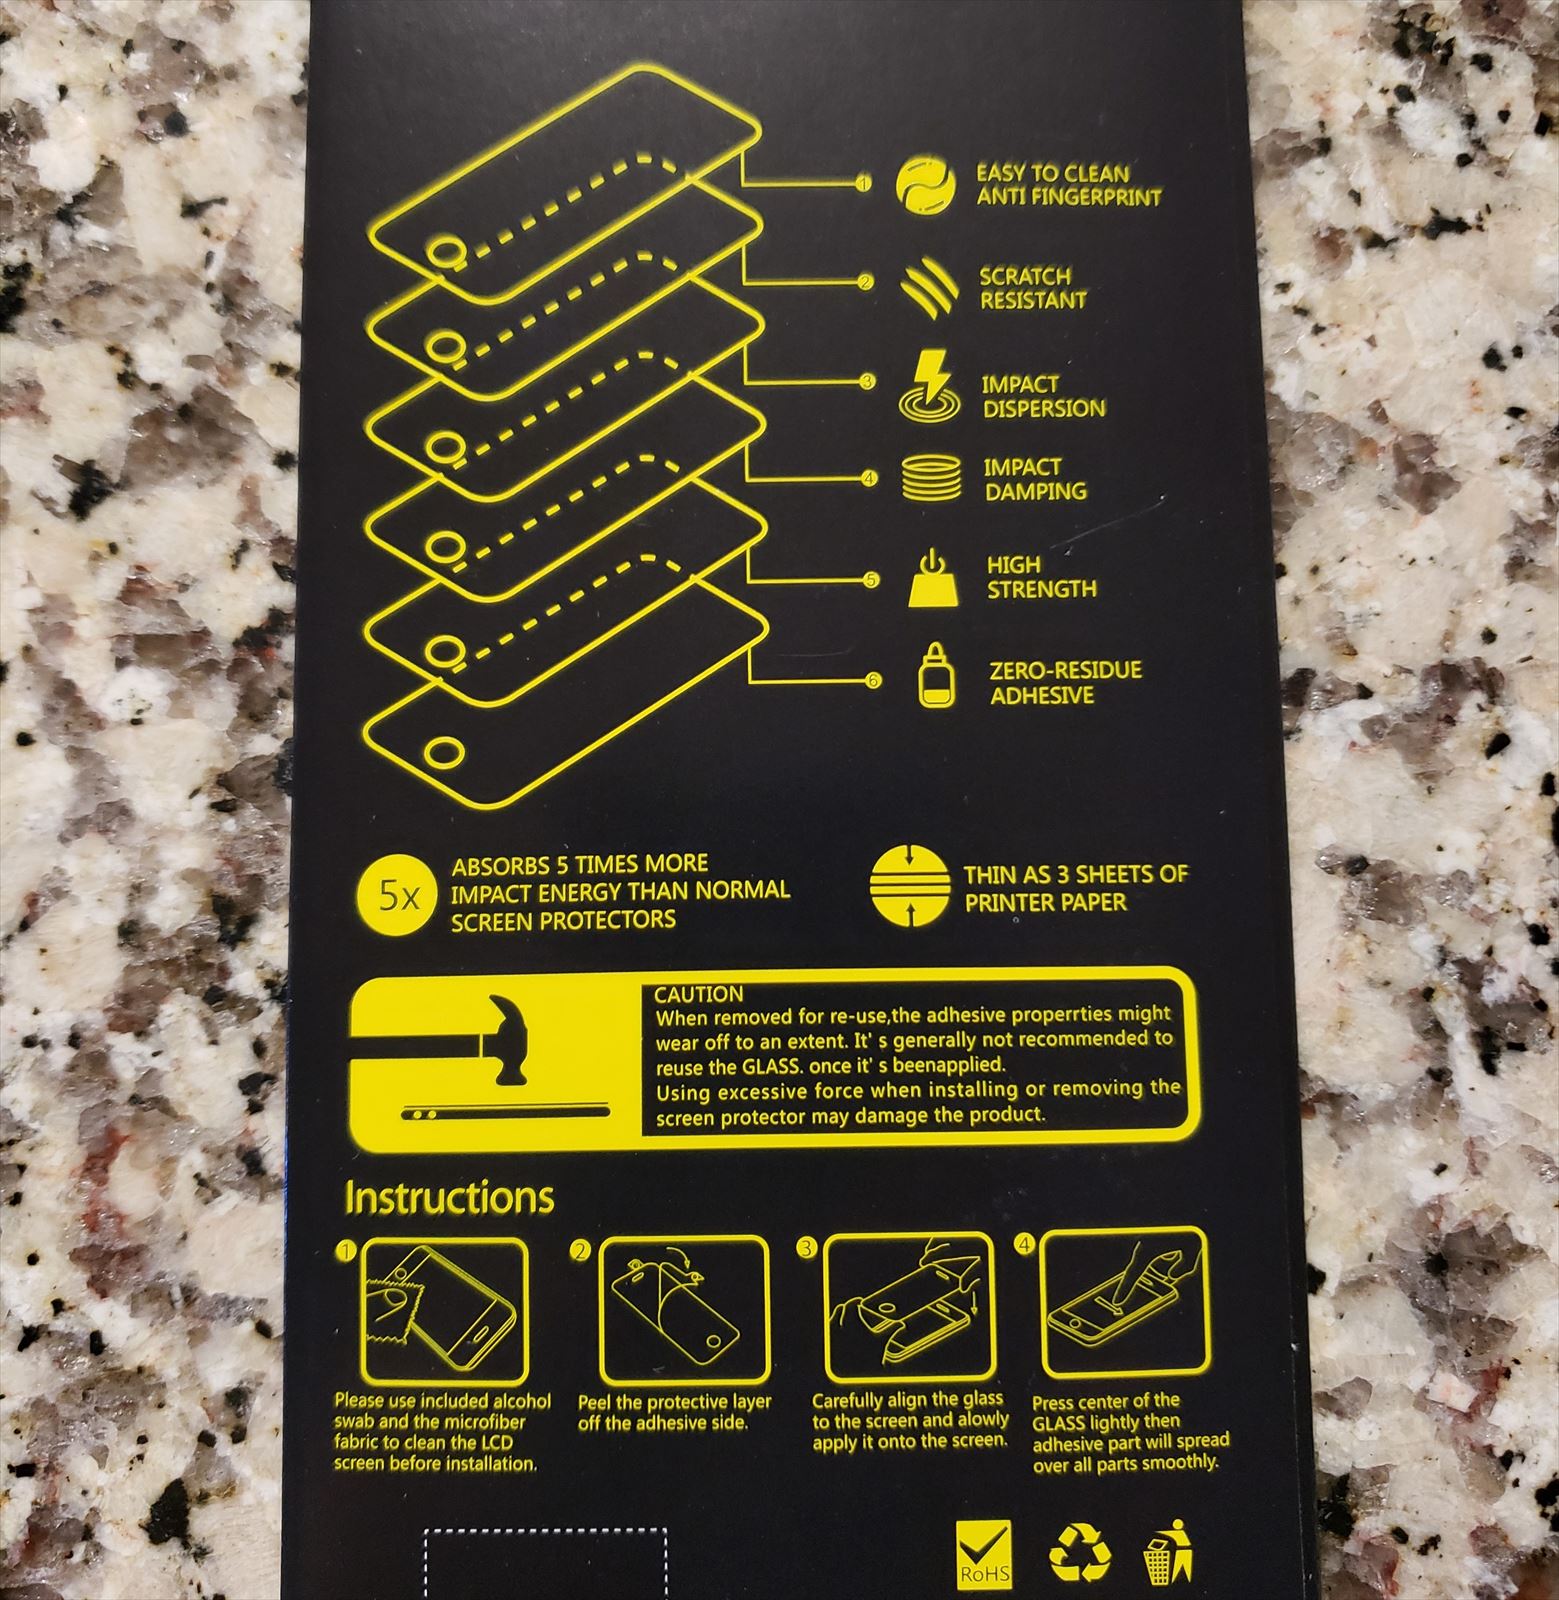 1
EASY TO CLEAN
ANTI FINGERPRINT
2
SCRATCH
RESISTANT
3
IMPACT
DISPERSION
4
IMPACT
DAMPING
5
HIGH
STRENGTH
6
ZERO-RESIDUE
ADHESIVE
5x
ABSORBS 5 TIMES MORE
IMPACT ENERGY THAN NORMAL
SCREEN PROTECTORS
THIN AS 3 SHEETS OF
PRINTER PAPER
CAUTION
When removed for re-use,the adhesive properrties might
wear off to an extent. It' s generally not recommended to
reuse the GLASS. once it' s beenapplied.
Using excessive force when installing or removing the
screen protector may damage the product.
Instructions
1
Please use included alcohol
swab and the microfiber
fabric to clean the LCD
screen before installation.
2
Peel the protective layer
off the adhesive side.
3
Carefully align the glass
to the screen and alowly
apply it onto the screen.
4
Press center of the
GLASS lightly then
adhesive part will spread
over all parts smoothly.
RoHS